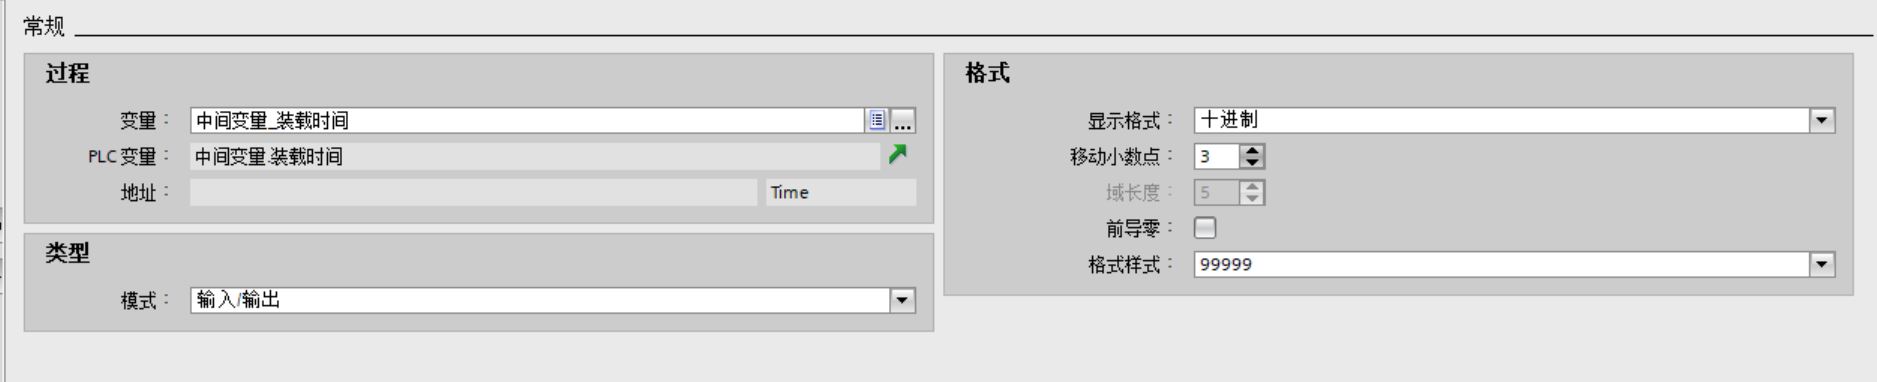 常规
过程
变量：
中间变量_装载时间
...
PLC 变量：
中间变量.装载时间
地址：
Time
类型
模式：
输入/输出
格式
显示格式：
十进制
移动小数点：
3
域长度：
5
前导零：
格式样式：
99999